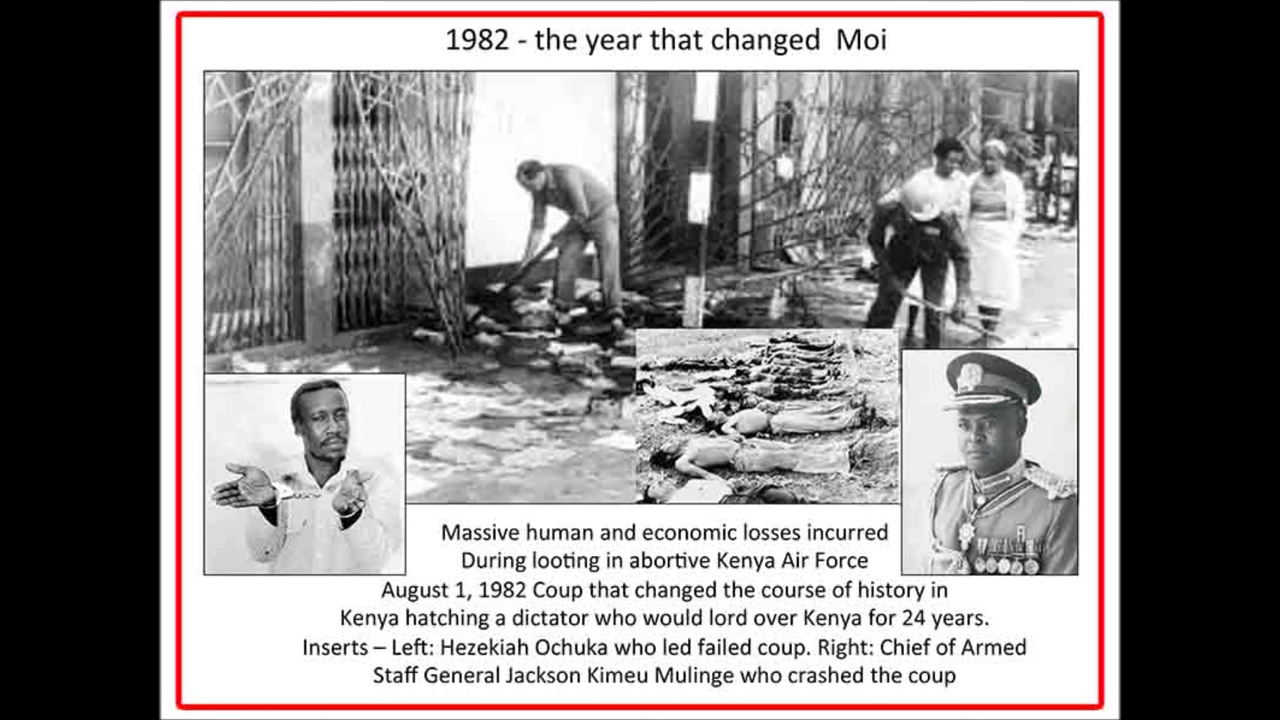 1982 - the year that changed Moi
Massive human and economic losses incurred
During looting in abortive Kenya Air Force
August 1, 1982 Coup that changed the course of history in
Kenya hatching a dictator who would lord over Kenya for 24 years.
Inserts – Left: Hezekiah Ochuka who led failed coup. Right: Chief of Armed
Staff General Jackson Kimeu Mulinge who crashed the coup